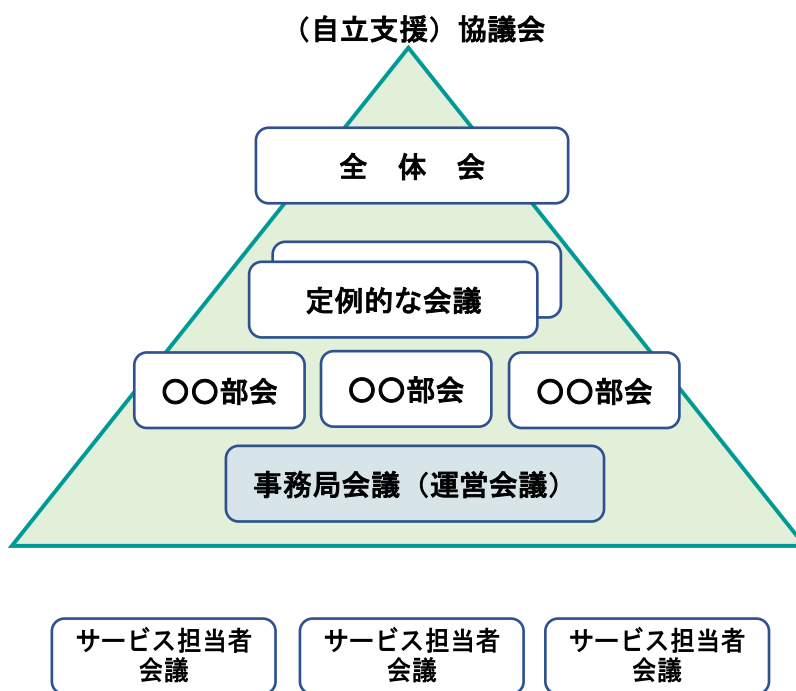 （自立支援）協議会
全　体　会
定例的な会議
〇〇部会
〇〇部会
〇〇部会
事務局会議（運営会議）
サービス担当者
会議
サービス担当者
会議
サービス担当者
会議